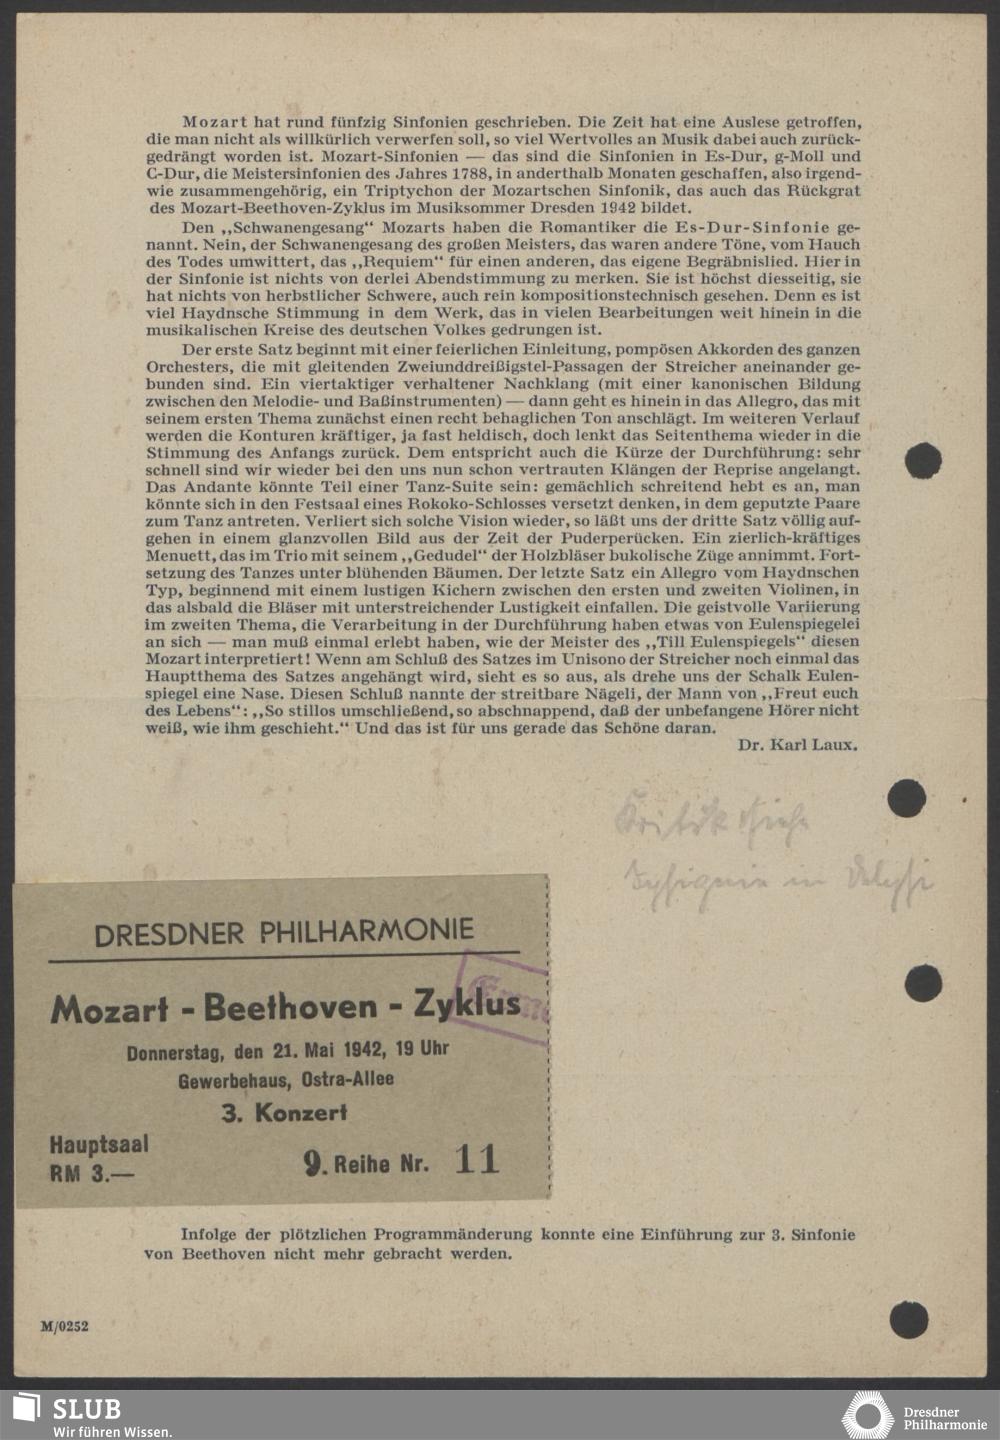 Mozart hat rund fünfzig Sinfonien geschrieben. Die Zeit hat eine Auslese getroffen,
die man nicht als willkürlich verwerfen soll, so viel Wertvolles an Musik dabei auch zurück-
gedrängt worden ist. Mozart-Sinfonien — das sind die Sinfonien in Es-Dur, g-Moll und
C-Dur, die Meistersinfonien des Jahres 1788, in anderthalb Monaten geschaffen, also irgend-
wie zusammengehörig, ein Triptychon der Mozartschen Sinfonik, das auch das Rückgrat
des Mozart-Beethoven-Zyklus im Musiksommer Dresden 1942 bildet.
Den „Schwanengesang“ Mozarts haben die Romantiker die Es-Dur-Sinfonie ge-
nannt. Nein, der Schwanengesang des großen Meisters, das waren andere Töne, vom Hauch
des Todes umwittert, das „Requiem“ für einen anderen, das eigene Begräbnislied. Hier in
der Sinfonie ist nichts von derlei Abendstimmung zu merken. Sie ist höchst diesseitig, sie
hat nichts von herbstlicher Schwere, auch rein kompositionstechnisch gesehen. Denn es ist
viel Haydnsche Stimmung in dem Werk, das in vielen Bearbeitungen weit hinein in die
musikalischen Kreise des deutschen Volkes gedrungen ist.
Der erste Satz beginnt mit einer feierlichen Einleitung, pompösen Akkorden des ganzen
Orchesters, die mit gleitenden Zweiunddreißigstel-Passagen der Streicher aneinander ge-
bunden sind. Ein viertaktiger verhaltener Nachklang (mit einer kanonischen Bildung
zwischen den Melodie- und Baßinstrumenten) — dann geht es hinein in das Allegro, das mit
seinem ersten Thema zunächst einen recht behaglichen Ton anschlägt. Im weiteren Verlauf
werden die Konturen kräftiger, ja fast heldisch, doch lenkt das Seitenthema wieder in die
Stimmung des Anfangs zurück. Dem entspricht auch die Kürze der Durchführung: sehr
schnell sind wir wieder bei den uns nun schon vertrauten Klängen der Reprise angelangt.
Das Andante könnte Teil einer Tanz-Suite sein: gemächlich schreitend hebt es an, man
könnte sich in den Festsaal eines Rokoko-Schlosses versetzt denken, in dem geputzte Paare
zum Tanz antreten. Verliert sich solche Vision wieder, so läßt uns der dritte Satz völlig auf-
gehen in einem glanzvollen Bild aus der Zeit der Puderperücken. Ein zierlich-kräftiges
Menuett, das im Trio mit seinem „Gedudel“ der Holzbläser bukolische Züge annimmt. Fort-
setzung des Tanzes unter blühenden Bäumen. Der letzte Satz ein Allegro vom Haydnschen
Typ, beginnend mit einem lustigen Kichern zwischen den ersten und zweiten Violinen, in
das alsbald die Bläser mit unterstreichender Lustigkeit einfallen. Die geistvolle Variierung
im zweiten Thema, die Verarbeitung in der Durchführung haben etwas von Eulenspiegelei
an sich — man muß einmal erlebt haben, wie der Meister des „Till Eulenspiegels“ diesen
Mozart interpretiert! Wenn am Schluß des Satzes im Unisono der Streicher noch einmal das
Hauptthema des Satzes angehängt wird, sieht es so aus, als drehe uns der Schalk Eulen-
spiegel eine Nase. Diesen Schluß nannte der streitbare Nägeli, der Mann von „Freut euch
des Lebens“: „So stillos umschließend, so abschnappend, daß der unbefangene Hörer nicht
weiß, wie ihm geschieht.“ Und das ist für uns gerade das Schöne daran.
Dr. Karl Laux.
Kritik siehe
Iphigenie in Delphi
DRESDNER PHILHARMONIE
Mozart - Beethoven - Zyklus
Donnerstag, den 21. Mai 1942, 19 Uhr
Gewerbehaus, Ostra-Allee
3. Konzert
Hauptsaal
RM 3.—
9. Reihe Nr. 11
Infolge der plötzlichen Programmänderung konnte eine Einführung zur 3. Sinfonie
von Beethoven nicht mehr gebracht werden.
M/0252
SLUB
Wir führen Wissen.
Dresdner
Philharmonie